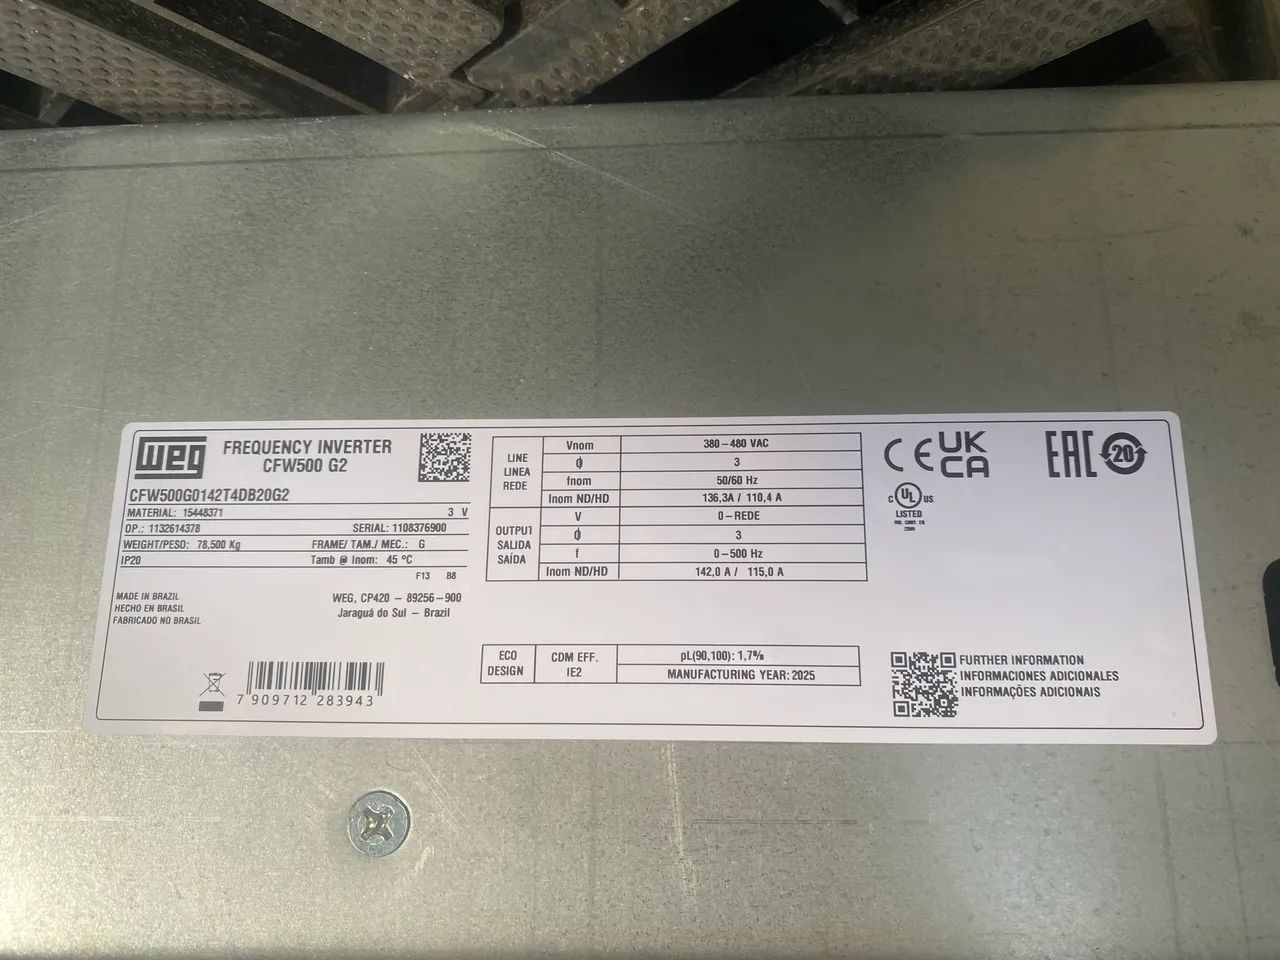 weg
FREQUENCY INVERTER
CFW500 G2
CFW500G0142T4DB20G2
MATERIAL: 15448371 3 V
OP.: 1132614378 SERIAL: 1108376900
WEIGHT/PESO: 78,500 Kg FRAME/ TAM./ MEC.: G
IP20 Tamb @ Inom: 45 °C
F13 B8
MADE IN BRAZIL
HECHO EN BRASIL
FABRICADO NO BRASIL
WEG, CP420 – 89256-900
Jaraguá do Sul – Brazil
7 909712 283943
LINE
LINEA
REDE
Vnom 380-480 VAC
ϕ 3
fnom 50/60 Hz
Inom ND/HD 136,3A / 110,4 A
OUTPUT
SALIDA
SAÍDA
V 0-REDE
ϕ 3
f 0-500 Hz
Inom ND/HD 142,0 A / 115,0 A
ECO
DESIGN
CDM EFF.
IE2
pL(90,100): 1,7%
MANUFACTURING YEAR: 2025
CE
UK
CA
EAC
20
C UL US
LISTED
FURTHER INFORMATION
INFORMACIONES ADICIONALES
INFORMAÇÕES ADICIONAIS